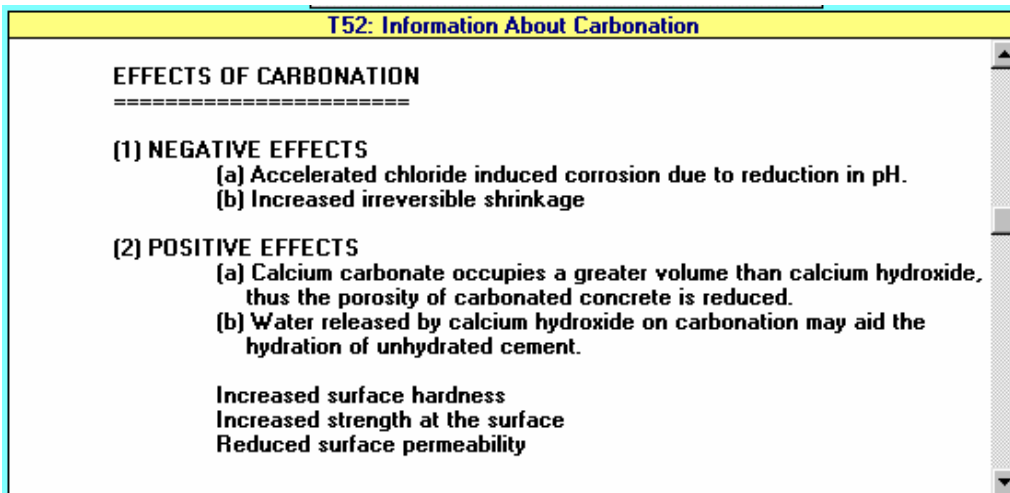 T52: Information About Carbonation
EFFECTS OF CARBONATION
=======================
(1) NEGATIVE EFFECTS
(a) Accelerated chloride induced corrosion due to reduction in pH.
(b) Increased irreversible shrinkage
(2) POSITIVE EFFECTS
(a) Calcium carbonate occupies a greater volume than calcium hydroxide,
thus the porosity of carbonated concrete is reduced.
(b) Water released by calcium hydroxide on carbonation may aid the
hydration of unhydrated cement.
Increased surface hardness
Increased strength at the surface
Reduced surface permeability